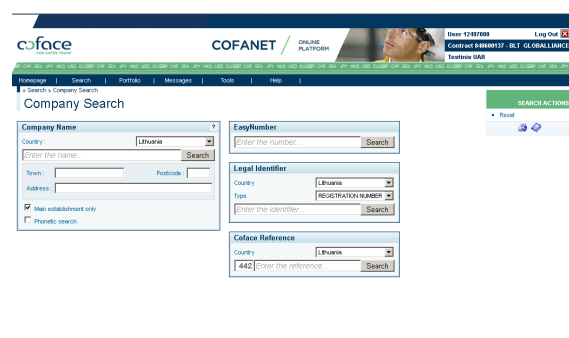 coface
FOR SAFER TRADE
COFANET / ONLINE PLATFORM
User 12497000 Log Out
Contract 840600137 - BLT GLOBALLIANCE
Testinis UAB
Homepage | Search | Portfolio | Messages | Tools | Help |
» Search » Company Search
Company Search
Company Name ?
Country : Lithuania
Enter the name... Search
Town : Postcode :
Address :
Main establishment only
Phonetic search
EasyNumber
Enter the number... Search
Legal Identifier
Country Lithuania
Type REGISTRATION NUMBER
Enter the identifier... Search
Coface Reference
Country Lithuania
442 Enter the reference... Search
SEARCH ACTIONS
Reset